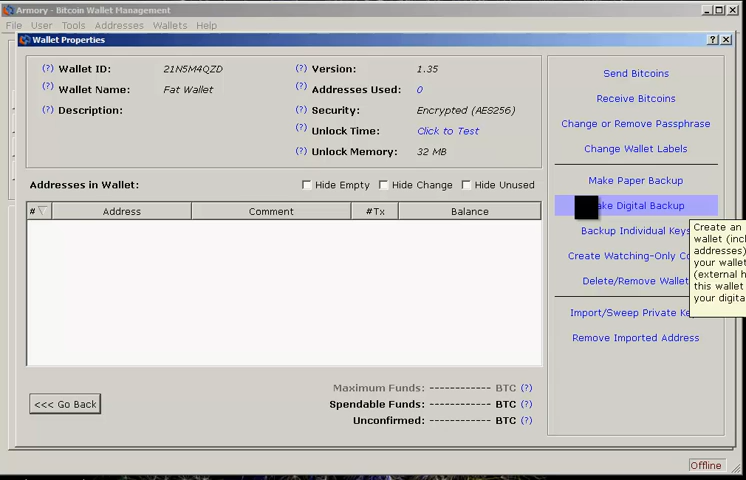 Armory - Bitcoin Wallet Management
File User Tools Addresses Wallets Help
Wallet Properties
(?) Wallet ID: 21N5M4QZD
(?) Wallet Name: Fat Wallet
(?) Description:
(?) Version: 1.35
(?) Addresses Used: 0
(?) Security: Encrypted (AES256)
(?) Unlock Time: Click to Test
(?) Unlock Memory: 32 MB
Addresses in Wallet:
Hide Empty Hide Change Hide Unused
# Address Comment #Tx Balance
<<< Go Back
Maximum Funds: ----------- BTC (?)
Spendable Funds: ----------- BTC (?)
Unconfirmed: ----------- BTC (?)
Send Bitcoins
Receive Bitcoins
Change or Remove Passphrase
Change Wallet Labels
Make Paper Backup
ke Digital Backup
Backup Individual Keys
Create Watching-Only Co
Delete/Remove Wallet
Import/Sweep Private Ke
Remove Imported Address
Create an
wallet (incl
addresses)
your wallet
(external h
this wallet
your digita
Offline